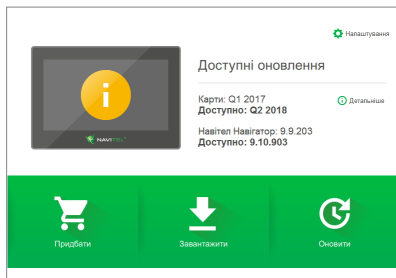 Налаштування
Доступні оновлення
Карти: Q1 2017
Детальніше
Доступно: Q2 2018
Навітел Навігатор: 9.9.203
Доступно: 9.10.903
NAVITEL
Придбати
Завантажити
Оновити